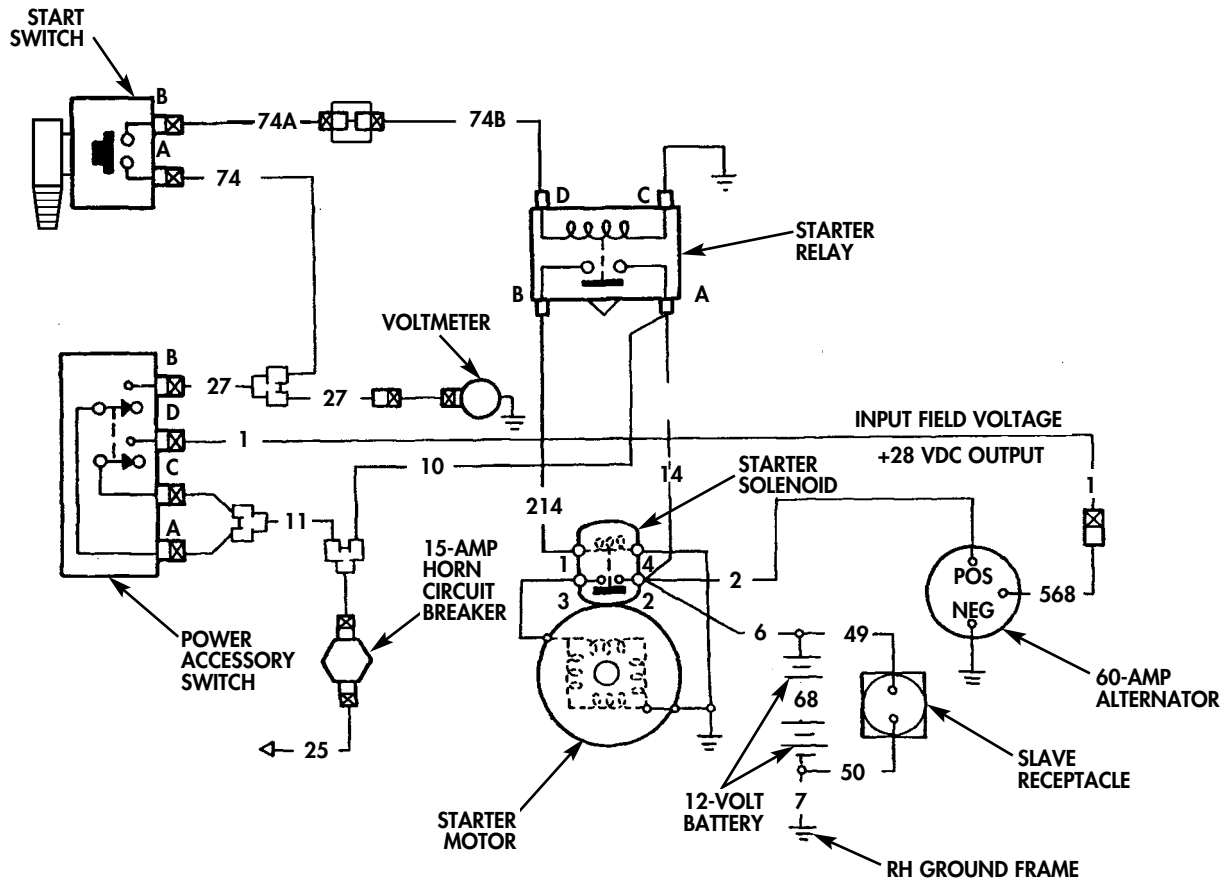 START
SWITCH
B
74A
74B
A
74
D
C
STARTER
RELAY
B
A
VOLTMETER
B
27
27
D
1
INPUT FIELD VOLTAGE
+28 VDC OUTPUT
C
10
14
STARTER
SOLENOID
1
214
A
11
15-AMP
HORN
CIRCUIT
BREAKER
1
4
2
POS
NEG
568
3
2
6
49
POWER
ACCESSORY
SWITCH
60-AMP
ALTERNATOR
68
25
50
SLAVE
RECEPTACLE
12-VOLT
BATTERY
7
STARTER
MOTOR
RH GROUND FRAME